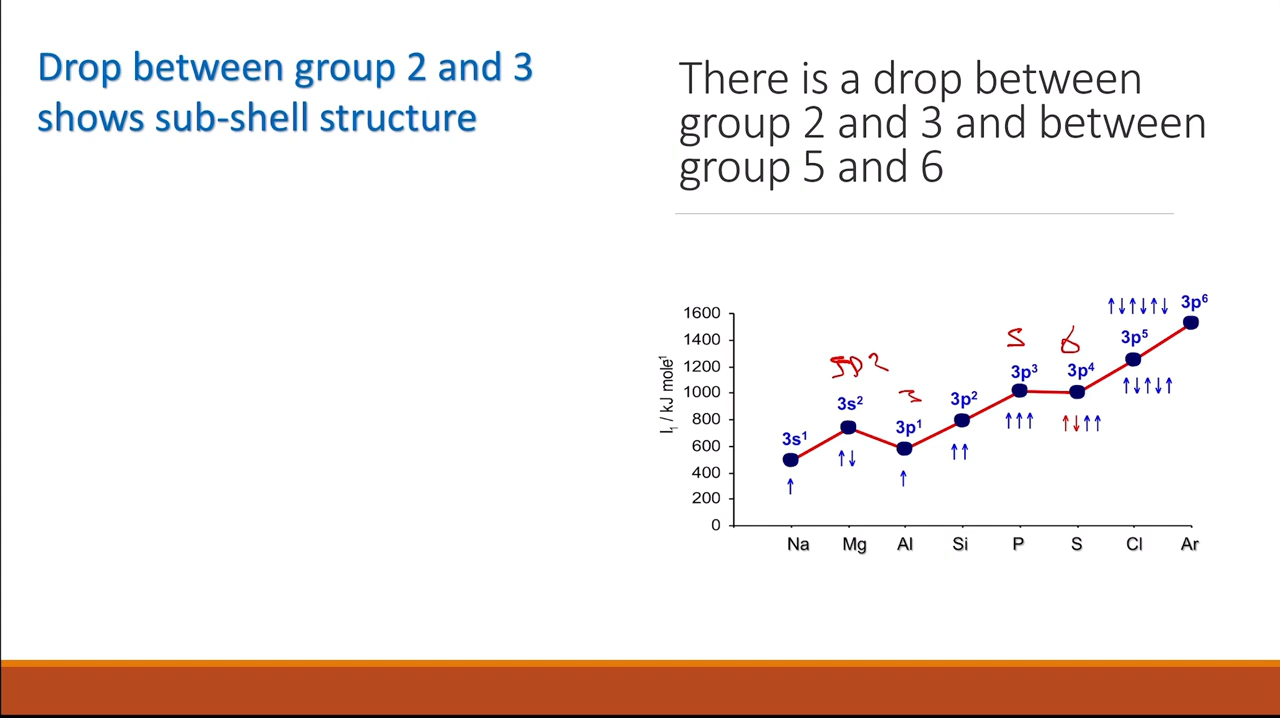 Drop between group 2 and 3
shows sub-shell structure
There is a drop between
group 2 and 3 and between
group 5 and 6
I₁ / kJ mole¹
1600
1400
1200
1000
800
600
400
200
0
3s¹
3s²
3p¹
3p²
3p³
3p⁴
3p⁵
3p⁶
2
3
5
6
↑
↑↓
↑
↑↑
↑↑↑
↑↓↑↑
↑↓↑↓↑
↑↓↑↓↑↓
Na Mg Al Si P S Cl Ar